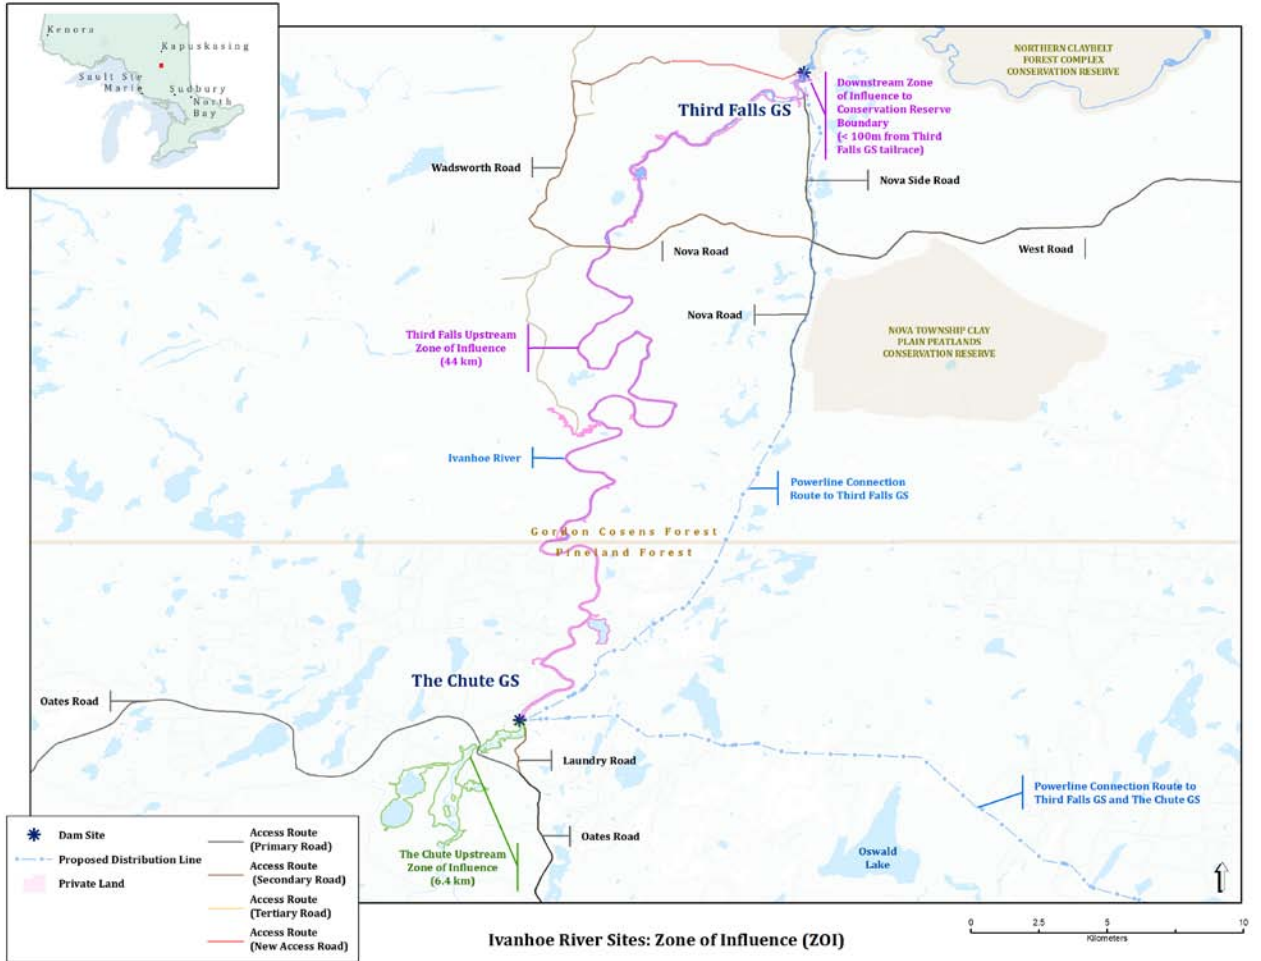 Kenora
Kapuskasing
Sault Ste
Marie
Sudbury
North
Bay
NORTHERN CLAYBELT
FOREST COMPLEX
CONSERVATION RESERVE
Third Falls GS
Downstream Zone
of Influence to
Conservation Reserve
Boundary
(< 100m from Third
Falls GS tailrace)
Wadsworth Road
Nova Side Road
Nova Road
West Road
Nova Road
Third Falls Upstream
Zone of Influence
(44 km)
NOVA TOWNSHIP CLAY
PLAIN PEATLANDS
CONSERVATION RESERVE
Ivanhoe River
Powerline Connection
Route to Third Falls GS
Gordon Cosens Forest
Pineland Forest
The Chute GS
Oates Road
Laundry Road
Powerline Connection Route to
Third Falls GS and The Chute GS
Oates Road
The Chute Upstream
Zone of Influence
(6.4 km)
Oswald
Lake
Dam Site
Proposed Distribution Line
Private Land
Access Route
(Primary Road)
Access Route
(Secondary Road)
Access Route
(Tertiary Road)
Access Route
(New Access Road)
Ivanhoe River Sites: Zone of Influence (ZOI)
0 2.5 5 10
Kilometers